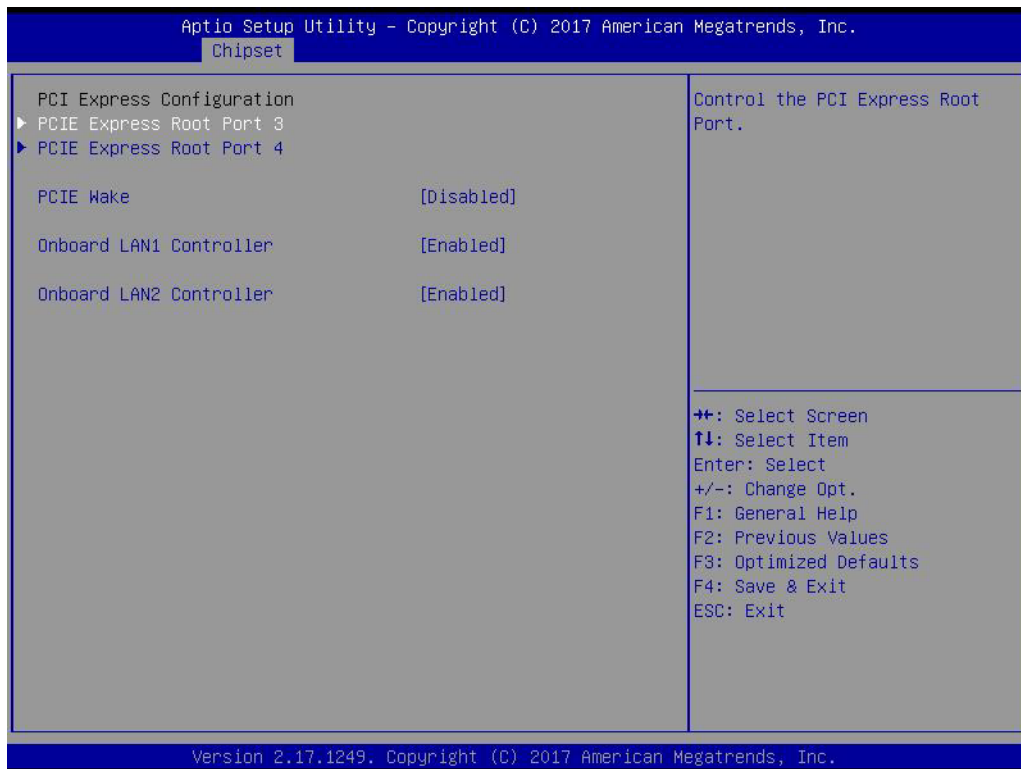 Aptio Setup Utility – Copyright (C) 2017 American Megatrends, Inc.
Chipset
PCI Express Configuration
PCIE Express Root Port 3
PCIE Express Root Port 4
PCIE Wake [Disabled]
Onboard LAN1 Controller [Enabled]
Onboard LAN2 Controller [Enabled]
Control the PCI Express Root
Port.
→←: Select Screen
↑↓: Select Item
Enter: Select
+/-: Change Opt.
F1: General Help
F2: Previous Values
F3: Optimized Defaults
F4: Save & Exit
ESC: Exit
Version 2.17.1249. Copyright (C) 2017 American Megatrends, Inc.